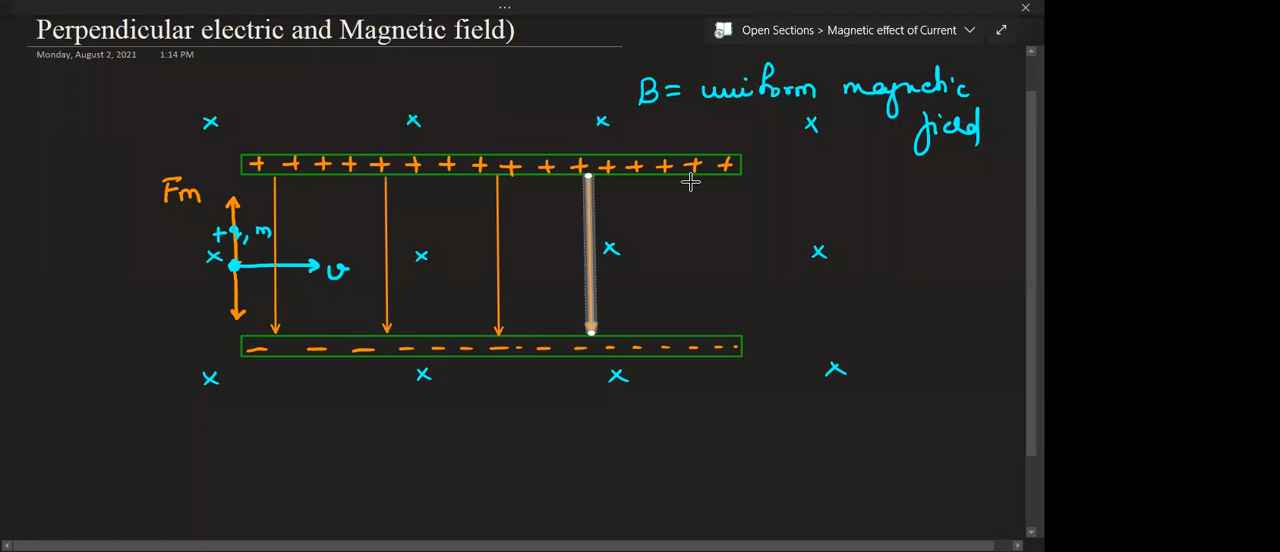 Perpendicular electric and Magnetic field)
Open Sections > Magnetic effect of Current
Monday, August 2, 2021 1:14 PM
B = uniform magnetic
field
x x x x
+ + + + + + + + + + + + + + + +
Fm
+q, m
x x x x
v
- - - - - - - - - - - - - - -
x x x x